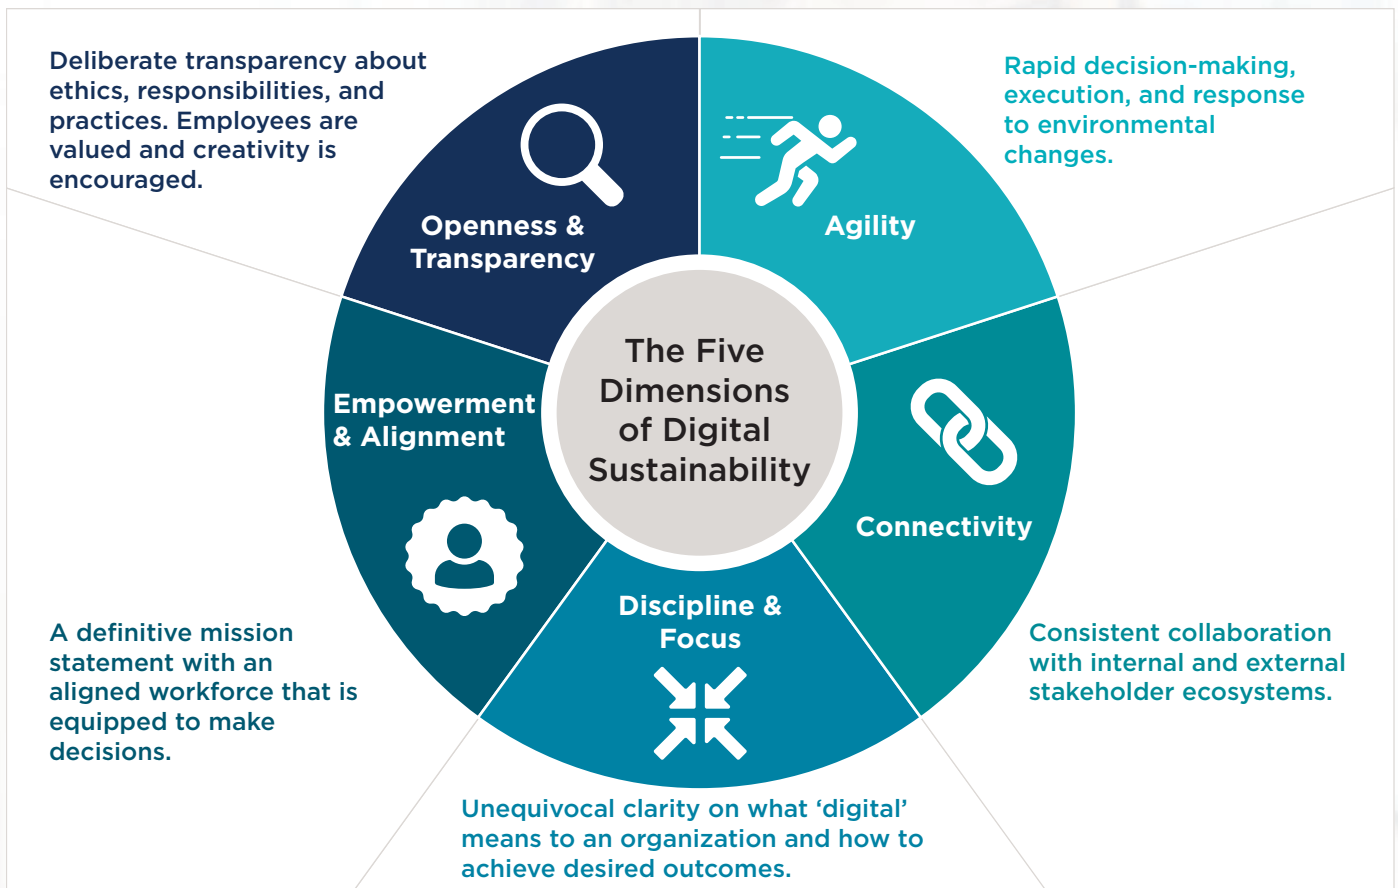 The Five
Dimensions
of Digital
Sustainability
Agility
Rapid decision-making,
execution, and response
to environmental
changes.
Connectivity
Consistent collaboration
with internal and external
stakeholder ecosystems.
Discipline &
Focus
Unequivocal clarity on what ‘digital’
means to an organization and how to
achieve desired outcomes.
Empowerment
& Alignment
A definitive mission
statement with an
aligned workforce that is
equipped to make
decisions.
Openness &
Transparency
Deliberate transparency about
ethics, responsibilities, and
practices. Employees are
valued and creativity is
encouraged.